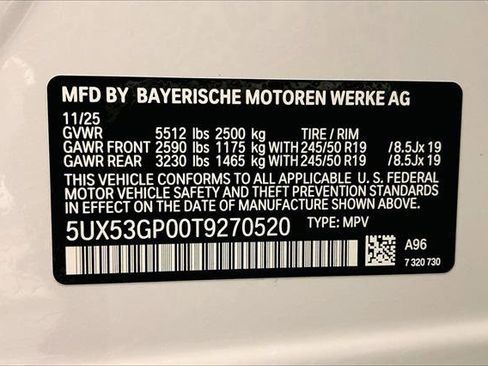 MFD BY BAYERISCHE MOTOREN WERKE AG
11/25
GVWR 5512 lbs 2500 kg TIRE / RIM
GAWR FRONT 2590 lbs 1175 kg WITH 245/50 R19 /8.5Jx 19
GAWR REAR 3230 lbs 1465 kg WITH 245/50 R19 /8.5Jx 19
THIS VEHICLE CONFORMS TO ALL APPLICABLE U. S. FEDERAL
MOTOR VEHICLE SAFETY AND THEFT PREVENTION STANDARDS
IN EFFECT ON THE DATE OF MANUFACTURE SHOWN ABOVE.
5UX53GP00T9270520 TYPE: MPV
A96
7 320 730